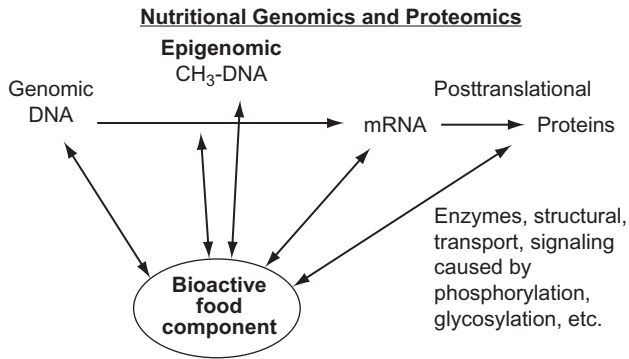 Nutritional Genomics and Proteomics
Epigenomic
CH₃-DNA
Genomic
DNA
mRNA
Posttranslational
Proteins
Enzymes, structural,
transport, signaling
caused by
phosphorylation,
glycosylation, etc.
Bioactive
food
component